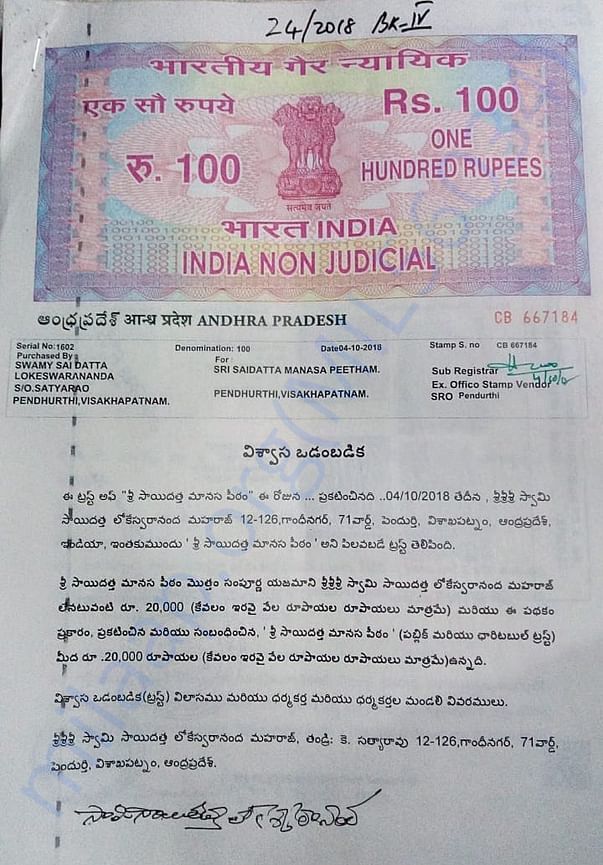 24/2018 BK-IV
भारतीय गैर न्यायिक
एक सौ रुपये
Rs. 100
रु. 100
ONE
HUNDRED RUPEES
सत्यमेव जयते
भारत INDIA
INDIA NON JUDICIAL
ఆంధ్రప్రదేశ్ आन्ध्र प्रदेश ANDHRA PRADESH
CB 667184
Serial No:1602
Denomination: 100
Date04-10-2018
Stamp S. no CB 667184
Purchased By
For
SWAMY SAI DATTA
LOKESWARANANDA
SRI SAIDATTA MANASA PEETHAM.
Sub Registrar
S/O.SATYARAO
Ex. Office Stamp Vendor
PENDHURTHI,VISAKHAPATNAM.
PENDHURTHI,VISAKHAPATNAM.
SRO Pendurthi
విశ్వాస ఒడంబడిక
ఈ ట్రస్ట్ ఆఫ్ "శ్రీ సాయిదత్త మానస పీఠం" ఈ రోజున ... ప్రకటించినది ..04/10/2018 తేదీన , శ్రీశ్రీశ్రీ స్వామి
సాయిదత్త లోకేస్వరానంద మహరాజ్ 12-126,గాంధీనగర్, 71వార్డ్, పెందుర్తి, విశాఖపట్నం, ఆంద్రప్రదేశ్,
ఇండియా, ఇంతకుముందు ' శ్రీ సాయిదత్త మానస పీఠం ' అని పిలవబడే ట్రస్ట్ తెలిపింది.
శ్రీ సాయిదత్త మానస పీఠం మొత్తం సంపూర్ణ యజమాని శ్రీశ్రీశ్రీ స్వామి సాయిదత్త లోకేస్వరానంద మహరాజ్
లేనటువంటి రూ. 20,000 (కేవలం ఇరవై వేల రూపాయల రూపాయలు మాత్రమే) మరియు ఈ పథకం
ప్రకారం, ప్రకటించిన మరియు సంబంధించిన, ' శ్రీ సాయిదత్త మానస పీఠం ' (పబ్లిక్ మరియు ఛారిటబుల్ ట్రస్ట్)
మీద రూ .20,000 రూపాయల (కేవలం ఇరవై వేల రూపాయల రూపాయలు మాత్రమే)ఉన్నది.
విశ్వాస ఒడంబడిక(ట్రస్ట్) విలాసము మరియు ధర్మకర్త మరియు ధర్మకర్తల మండలి వివరములు.
శ్రీశ్రీశ్రీ స్వామి సాయిదత్త లోకేస్వరానంద మహరాజ్, తండ్రి: కె. సత్యారావు 12-126,గాంధీనగర్, 71వార్డ్,
పెందుర్తి, విశాఖపట్నం, ఆంద్రప్రదేశ్.